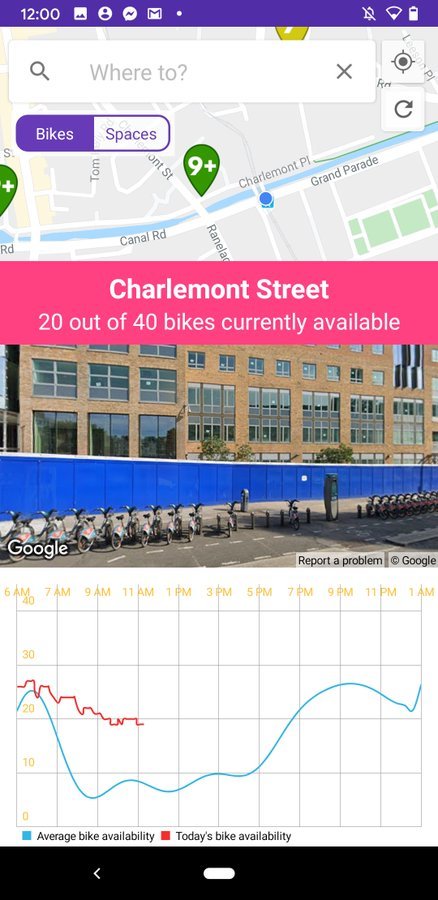 12:00
Where to?
Bikes
Spaces
9+
Charlemont St
Charlemont Pl
Grand Parade
Canal Rd
Rd
Charlemont Street
20 out of 40 bikes currently available
Google
Report a problem
© Google
6 AM 7 AM 9 AM 11 AM 1 PM 3 PM 5 PM 7 PM 9 PM 11 PM 1 AM
40
30
20
10
0
Average bike availability
Today's bike availability